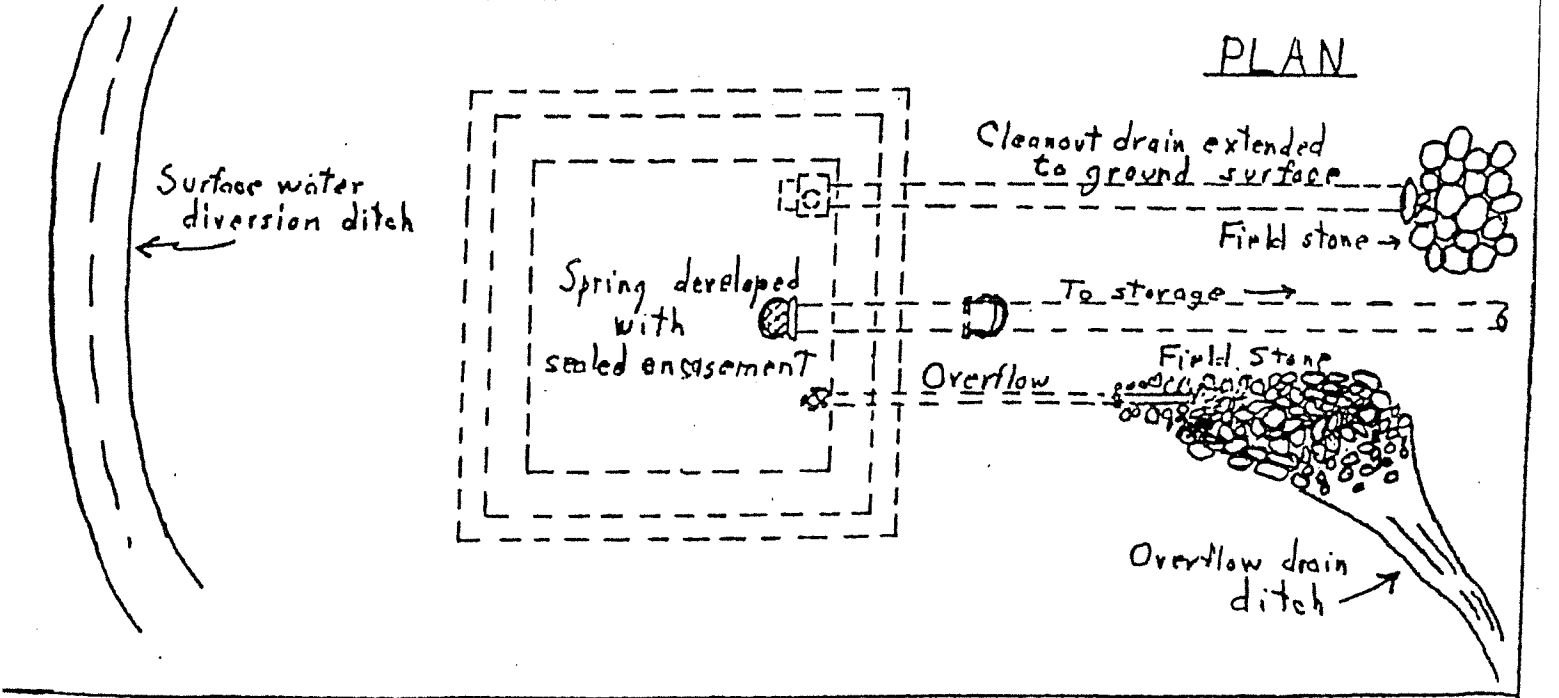 PLAN
Cleanout drain extended
to ground surface
Surface water
diversion ditch
Field stone
Spring developed
with
sealed encasement
To storage
Field Stone
Overflow
Overflow drain
ditch